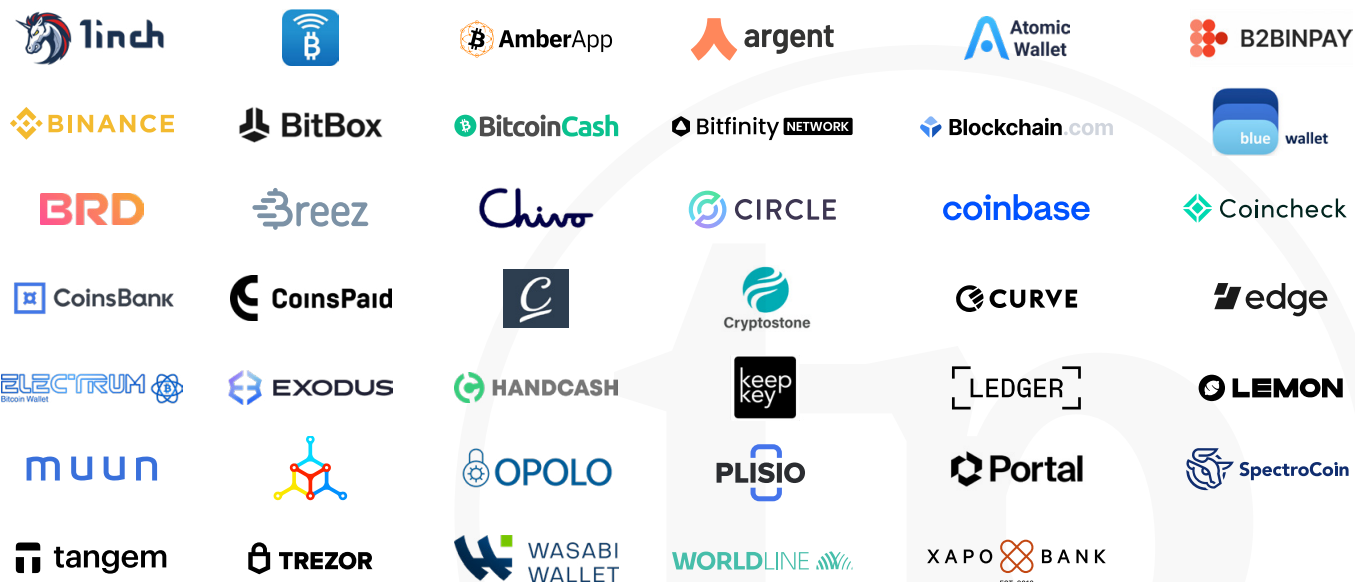 1inch
AmberApp
argent
Atomic
Wallet
B2BINPAY
BINANCE
BitBox
BitcoinCash
Bitfinity NETWORK
Blockchain.com
blue wallet
BRD
Breez
Chivo
CIRCLE
coinbase
Coincheck
CoinsBank
CoinsPaid
C
Cryptostone
CURVE
edge
ELECTRUM
Bitcoin Wallet
EXODUS
HANDCASH
keep
key
LEDGER
LEMON
muun
OPOLO
PLISIO
Portal
SpectroCoin
tangem
TREZOR
WASABI
WALLET
WORLDLINE
XAPO BANK